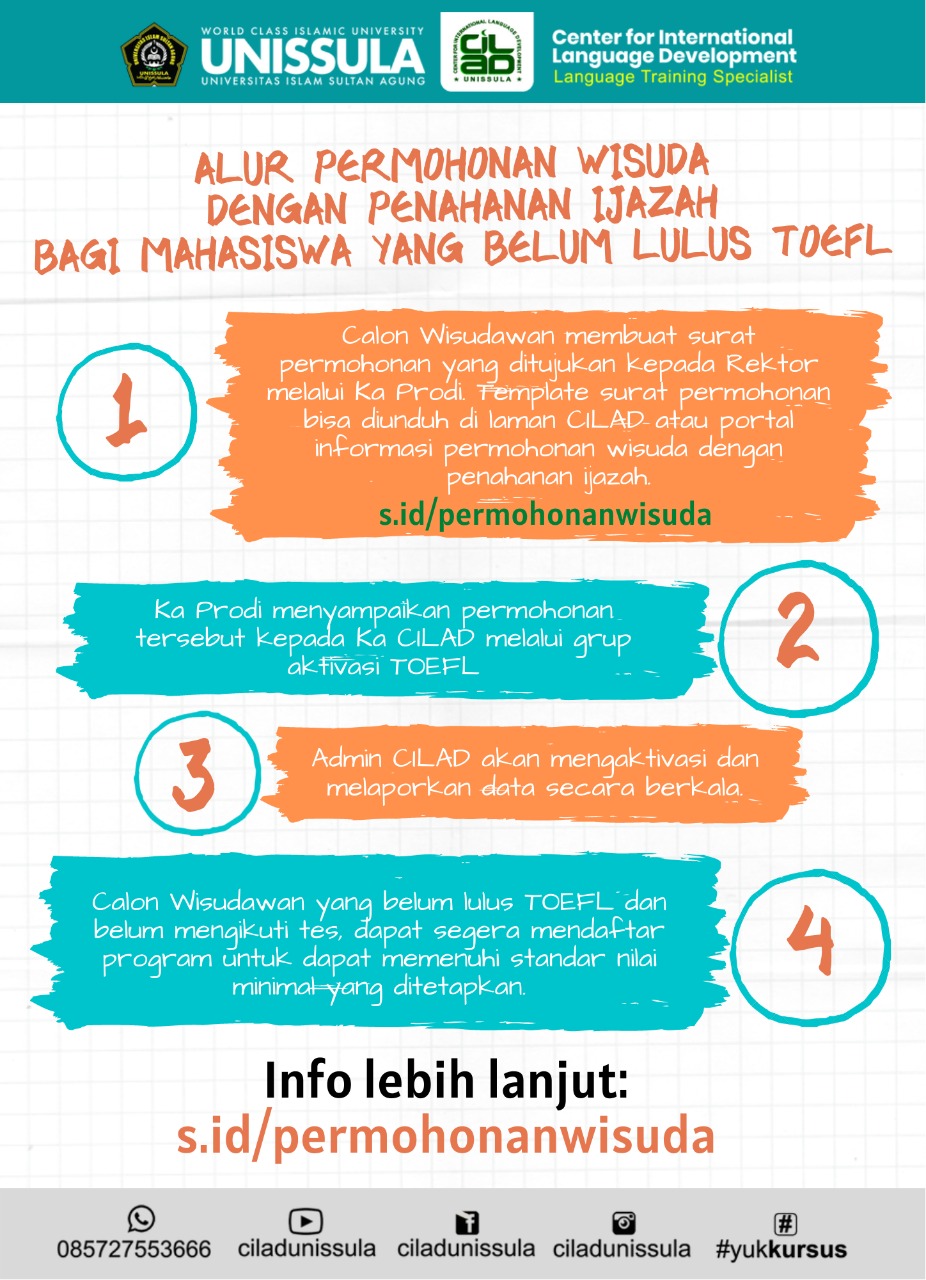 WORLD CLASS ISLAMIC UNIVERSITY
UNISSULA
UNIVERSITAS ISLAM SULTAN AGUNG
UNISSULA
CENTER FOR INTERNATIONAL LANGUAGE DEVELOPMENT
CILAD
UNISSULA
Center for International
Language Development
Language Training Specialist
ALUR PERMOHONAN WISUDA
DENGAN PENAHANAN IJAZAH
BAGI MAHASISWA YANG BELUM LULUS TOEFL
1
Calon Wisudawan membuat surat
permohonan yang ditujukan kepada Rektor
melalui Ka Prodi. Template surat permohonan
bisa diunduh di laman CILAD atau portal
informasi permohonan wisuda dengan
penahanan ijazah.
s.id/permohonanwisuda
2
Ka Prodi menyampaikan permohonan
tersebut kepada Ka CILAD melalui grup
aktivasi TOEFL
3
Admin CILAD akan mengaktivasi dan
melaporkan data secara berkala.
4
Calon Wisudawan yang belum lulus TOEFL dan
belum mengikuti tes, dapat segera mendaftar
program untuk dapat memenuhi standar nilai
minimal yang ditetapkan.
Info lebih lanjut:
s.id/permohonanwisuda
085727553666
ciladunissula
ciladunissula
ciladunissula
#
#yukkursus